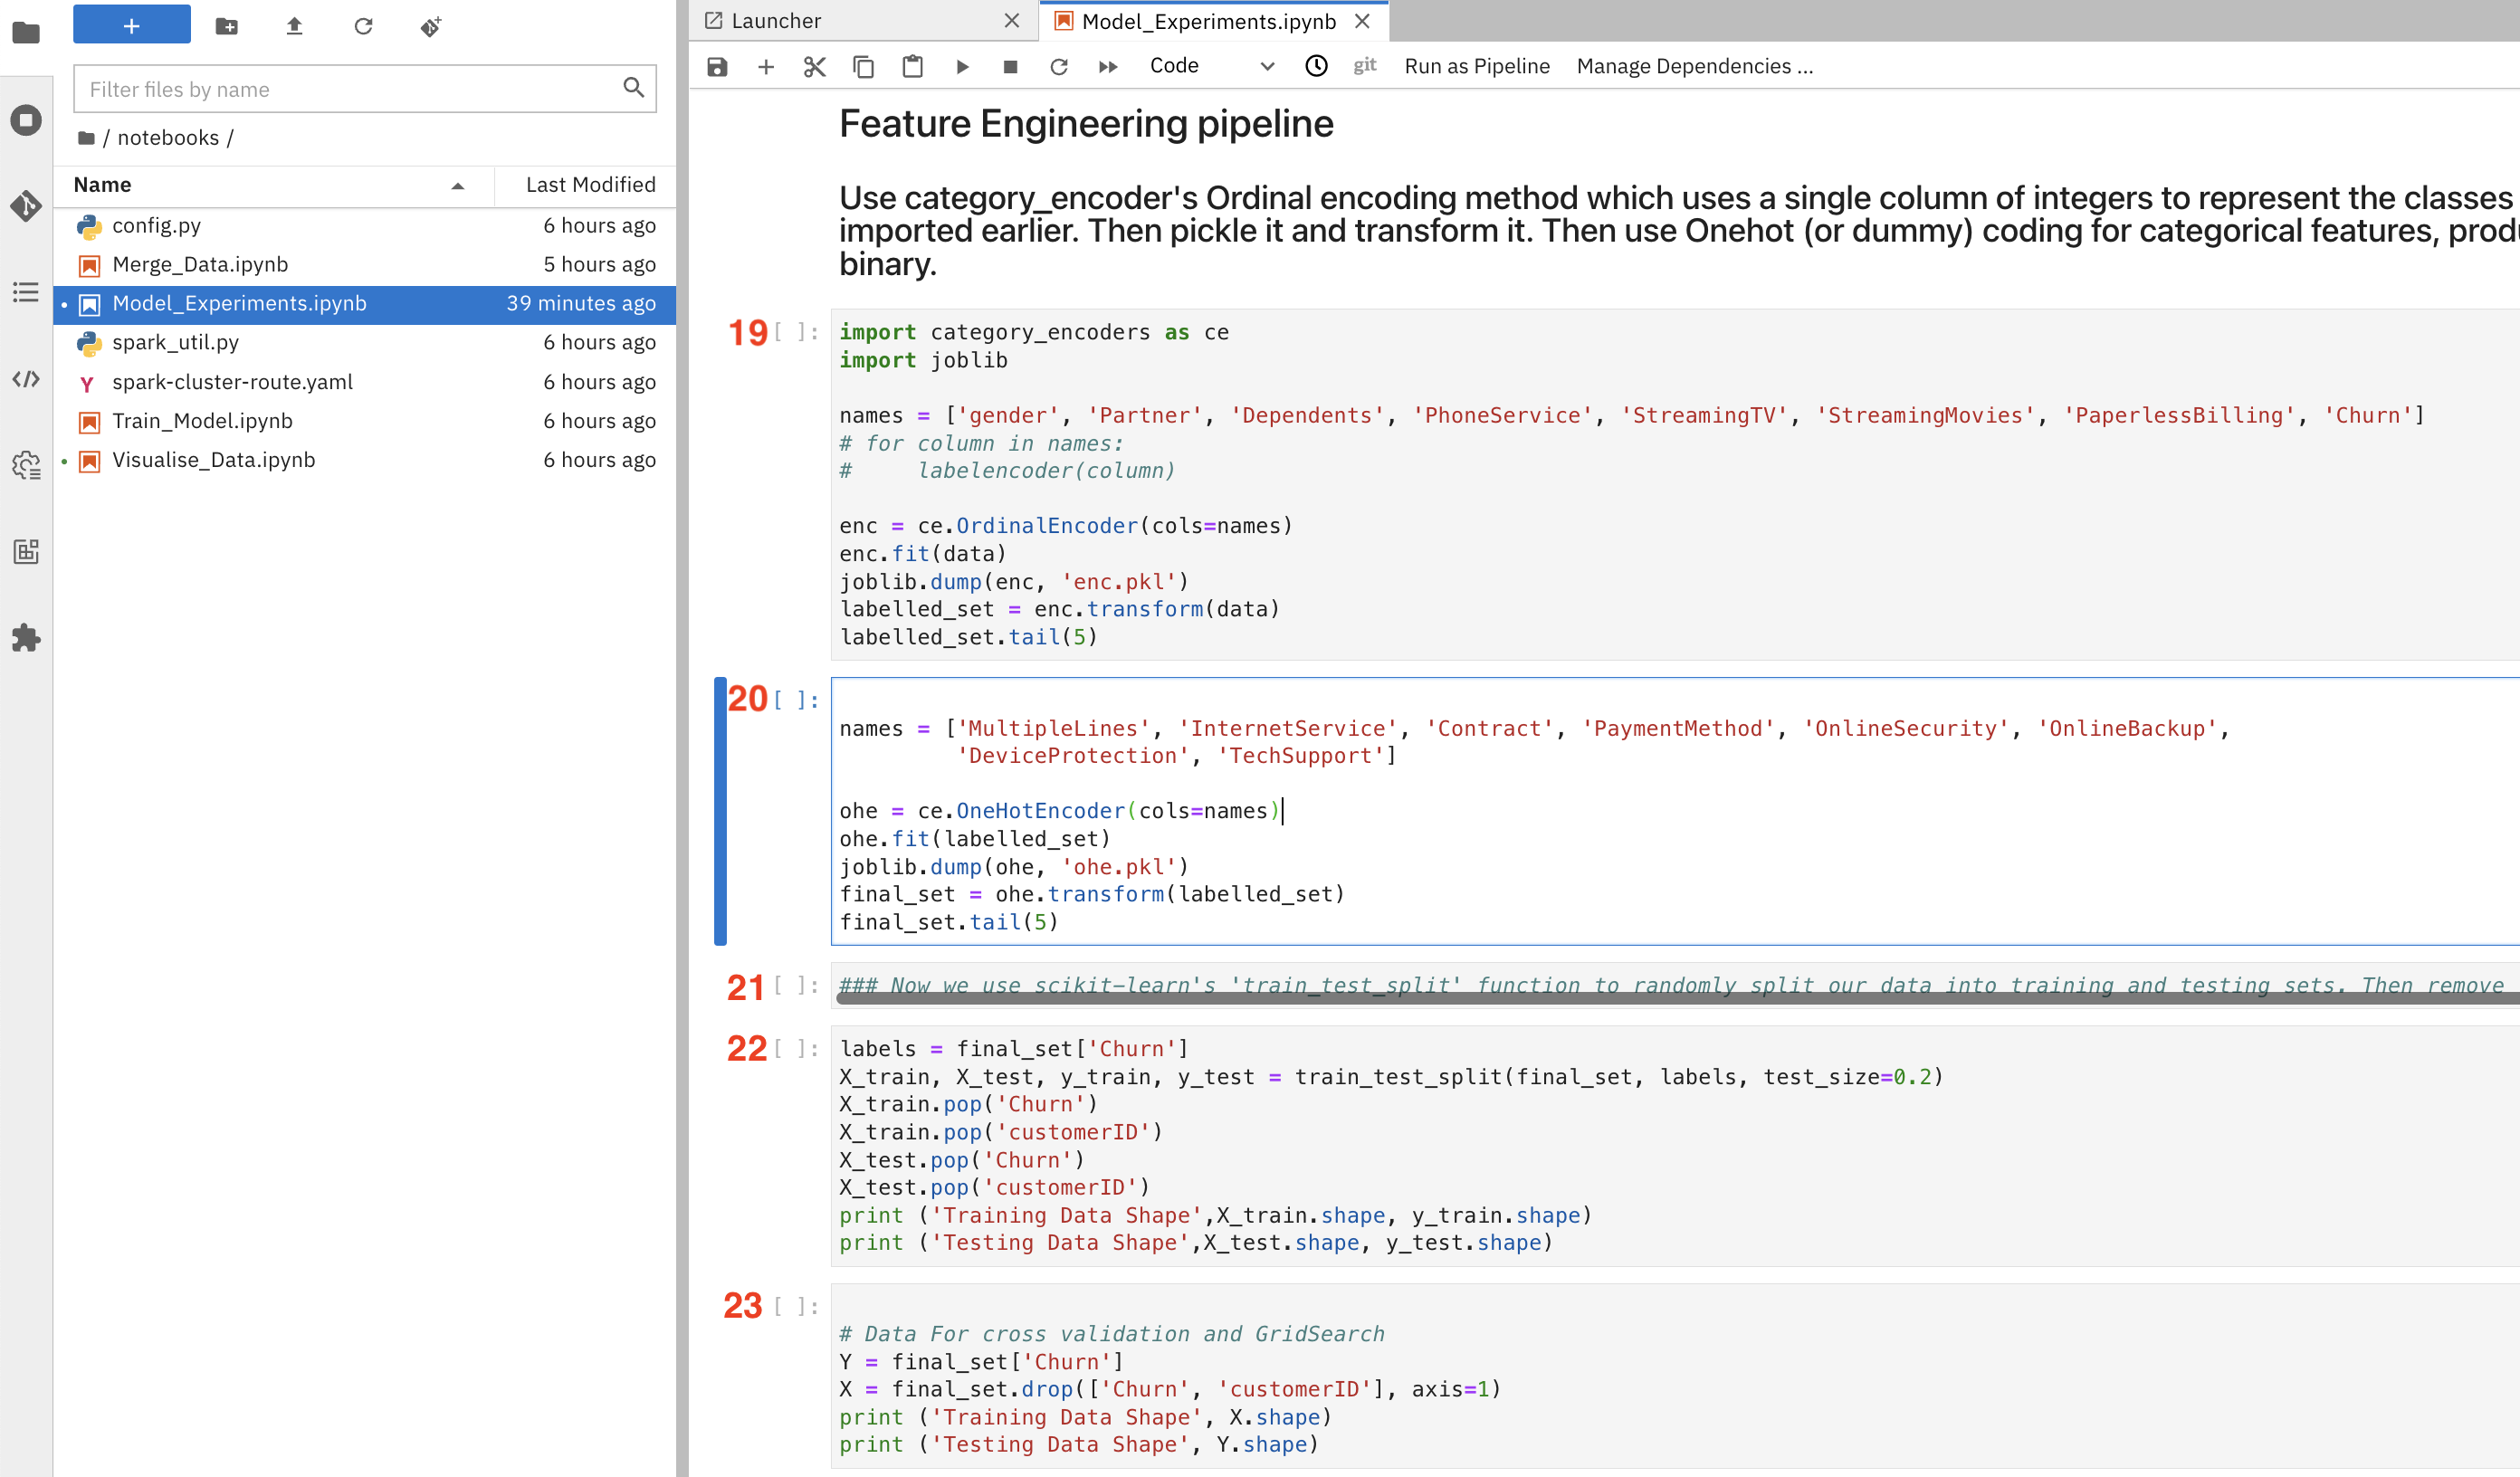 +
Filter files by name
/ notebooks /
Name Last Modified
config.py 6 hours ago
Merge_Data.ipynb 5 hours ago
Model_Experiments.ipynb 39 minutes ago
spark_util.py 6 hours ago
Y spark-cluster-route.yaml 6 hours ago
Train_Model.ipynb 6 hours ago
Visualise_Data.ipynb 6 hours ago
Launcher
Model_Experiments.ipynb
Code
git
Run as Pipeline
Manage Dependencies ...
Feature Engineering pipeline
Use category_encoder's Ordinal encoding method which uses a single column of integers to represent the classes
imported earlier. Then pickle it and transform it. Then use Onehot (or dummy) coding for categorical features, produ
binary.
19 [ ]:
import category_encoders as ce
import joblib
names = ['gender', 'Partner', 'Dependents', 'PhoneService', 'StreamingTV', 'StreamingMovies', 'PaperlessBilling', 'Churn']
# for column in names:
#     labelencoder(column)
enc = ce.OrdinalEncoder(cols=names)
enc.fit(data)
joblib.dump(enc, 'enc.pkl')
labelled_set = enc.transform(data)
labelled_set.tail(5)
20 [ ]:
names = ['MultipleLines', 'InternetService', 'Contract', 'PaymentMethod', 'OnlineSecurity', 'OnlineBackup',
'DeviceProtection', 'TechSupport']
ohe = ce.OneHotEncoder(cols=names)
ohe.fit(labelled_set)
joblib.dump(ohe, 'ohe.pkl')
final_set = ohe.transform(labelled_set)
final_set.tail(5)
21 [ ]:
### Now we use scikit-learn's 'train_test_split' function to randomly split our data into training and testing sets. Then remove
22 [ ]:
labels = final_set['Churn']
X_train, X_test, y_train, y_test = train_test_split(final_set, labels, test_size=0.2)
X_train.pop('Churn')
X_train.pop('customerID')
X_test.pop('Churn')
X_test.pop('customerID')
print ('Training Data Shape',X_train.shape, y_train.shape)
print ('Testing Data Shape',X_test.shape, y_test.shape)
23 [ ]:
# Data For cross validation and GridSearch
Y = final_set['Churn']
X = final_set.drop(['Churn', 'customerID'], axis=1)
print ('Training Data Shape', X.shape)
print ('Testing Data Shape', Y.shape)